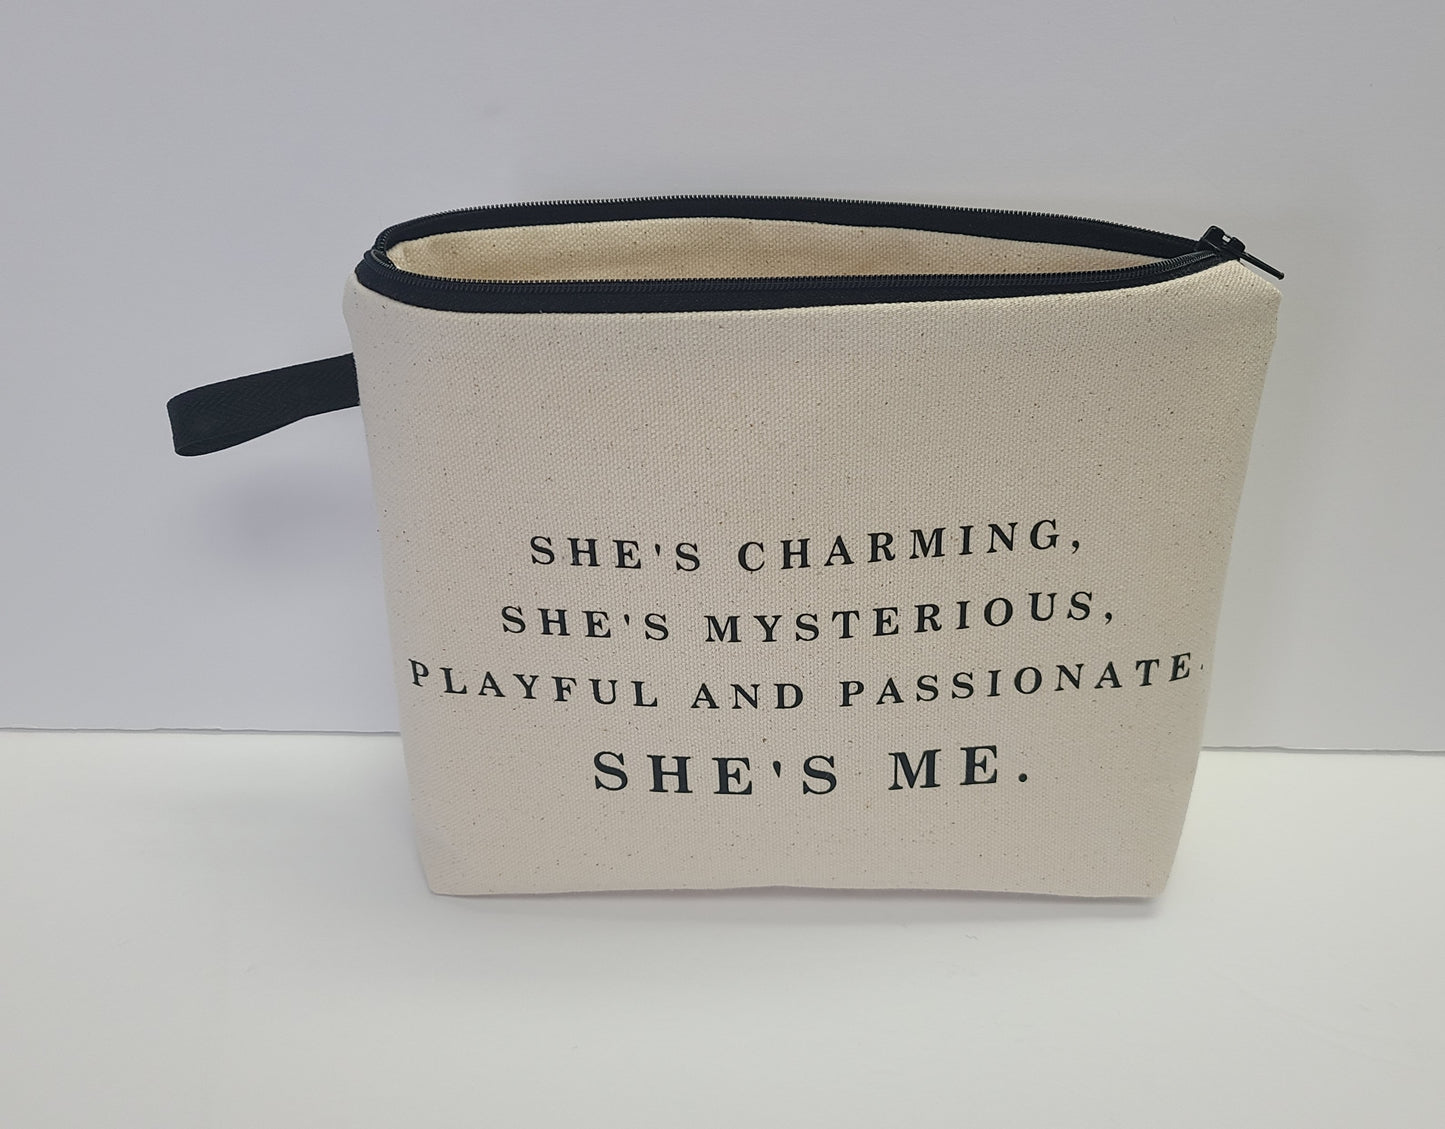 SHE'S CHARMING,
SHE'S MYSTERIOUS,
PLAYFUL AND PASSIONATE.
SHE'S ME.